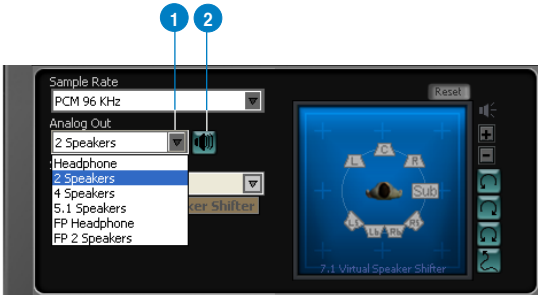 1 2
Sample Rate
PCM 96 KHz
Reset
Analog Out
2 Speakers
Headphone
2 Speakers
4 Speakers
5.1 Speakers
ker Shifter
FP Headphone
FP 2 Speakers
L C R
Sub
Ls Lb Rb Rs
7.1 Virtual Speaker Shifter